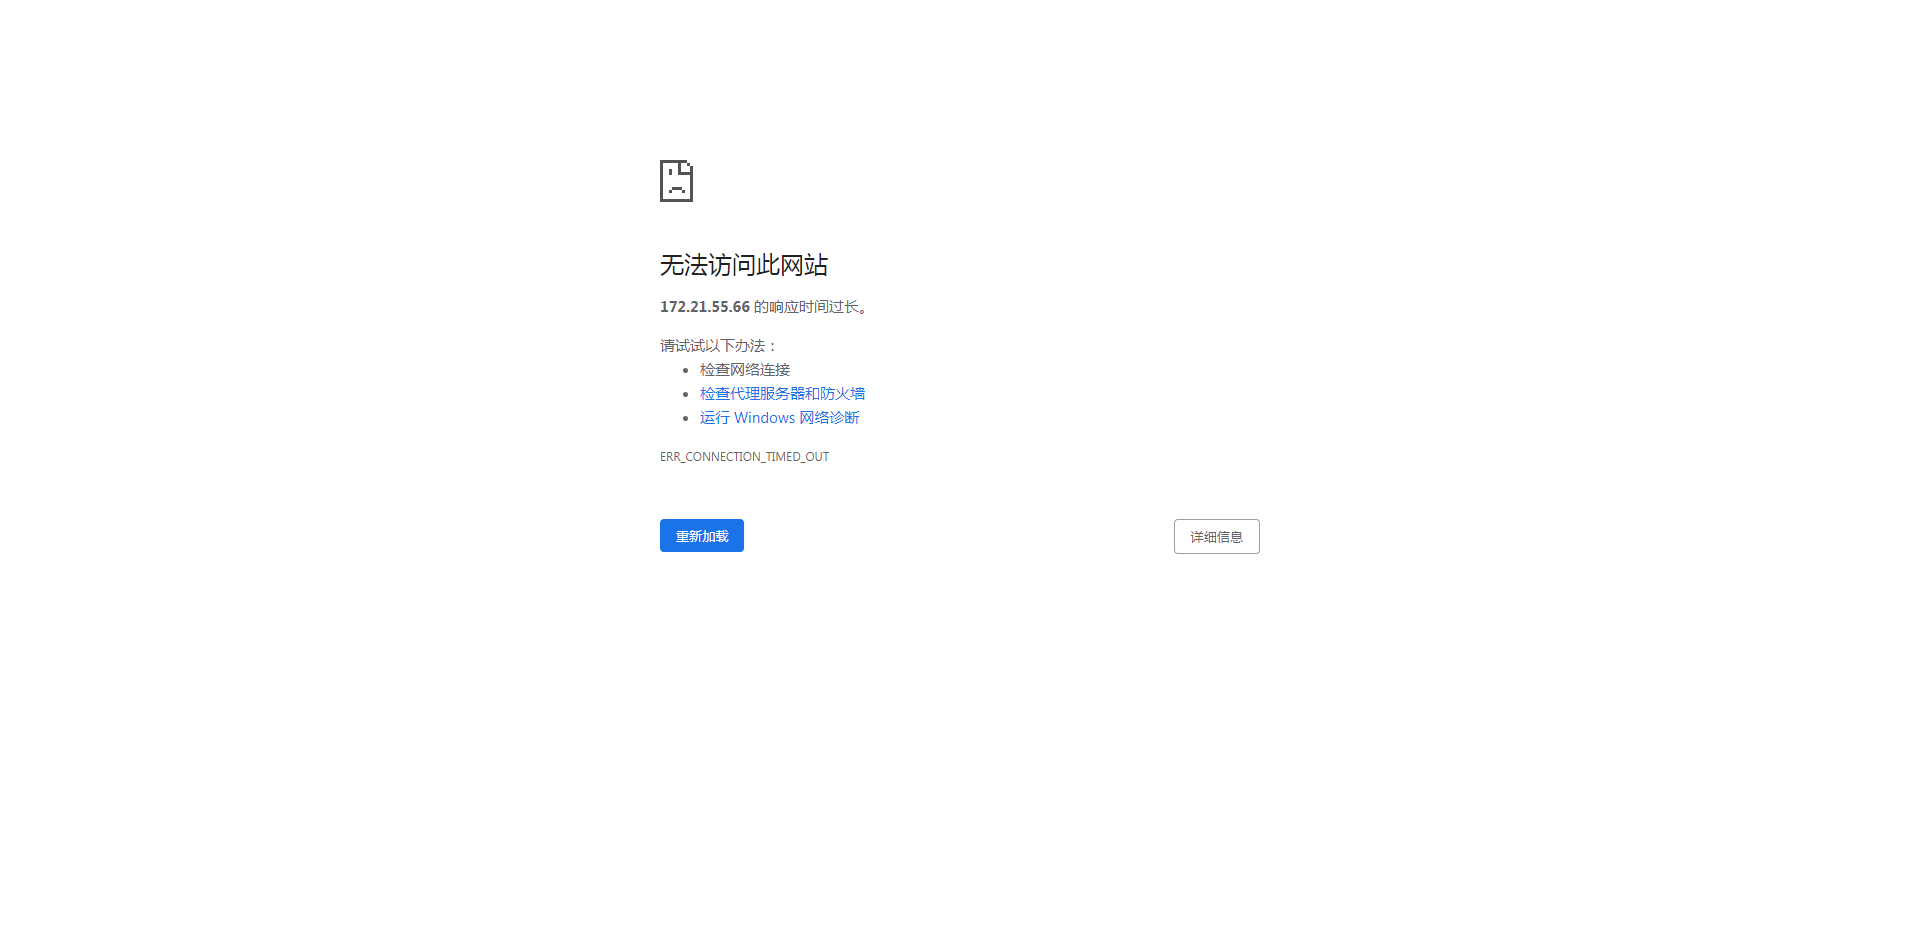 无法访问此网站
172.21.55.66 的响应时间过长。
请试试以下办法：
检查网络连接
检查代理服务器和防火墙
运行 Windows 网络诊断
ERR_CONNECTION_TIMED_OUT
重新加载
详细信息